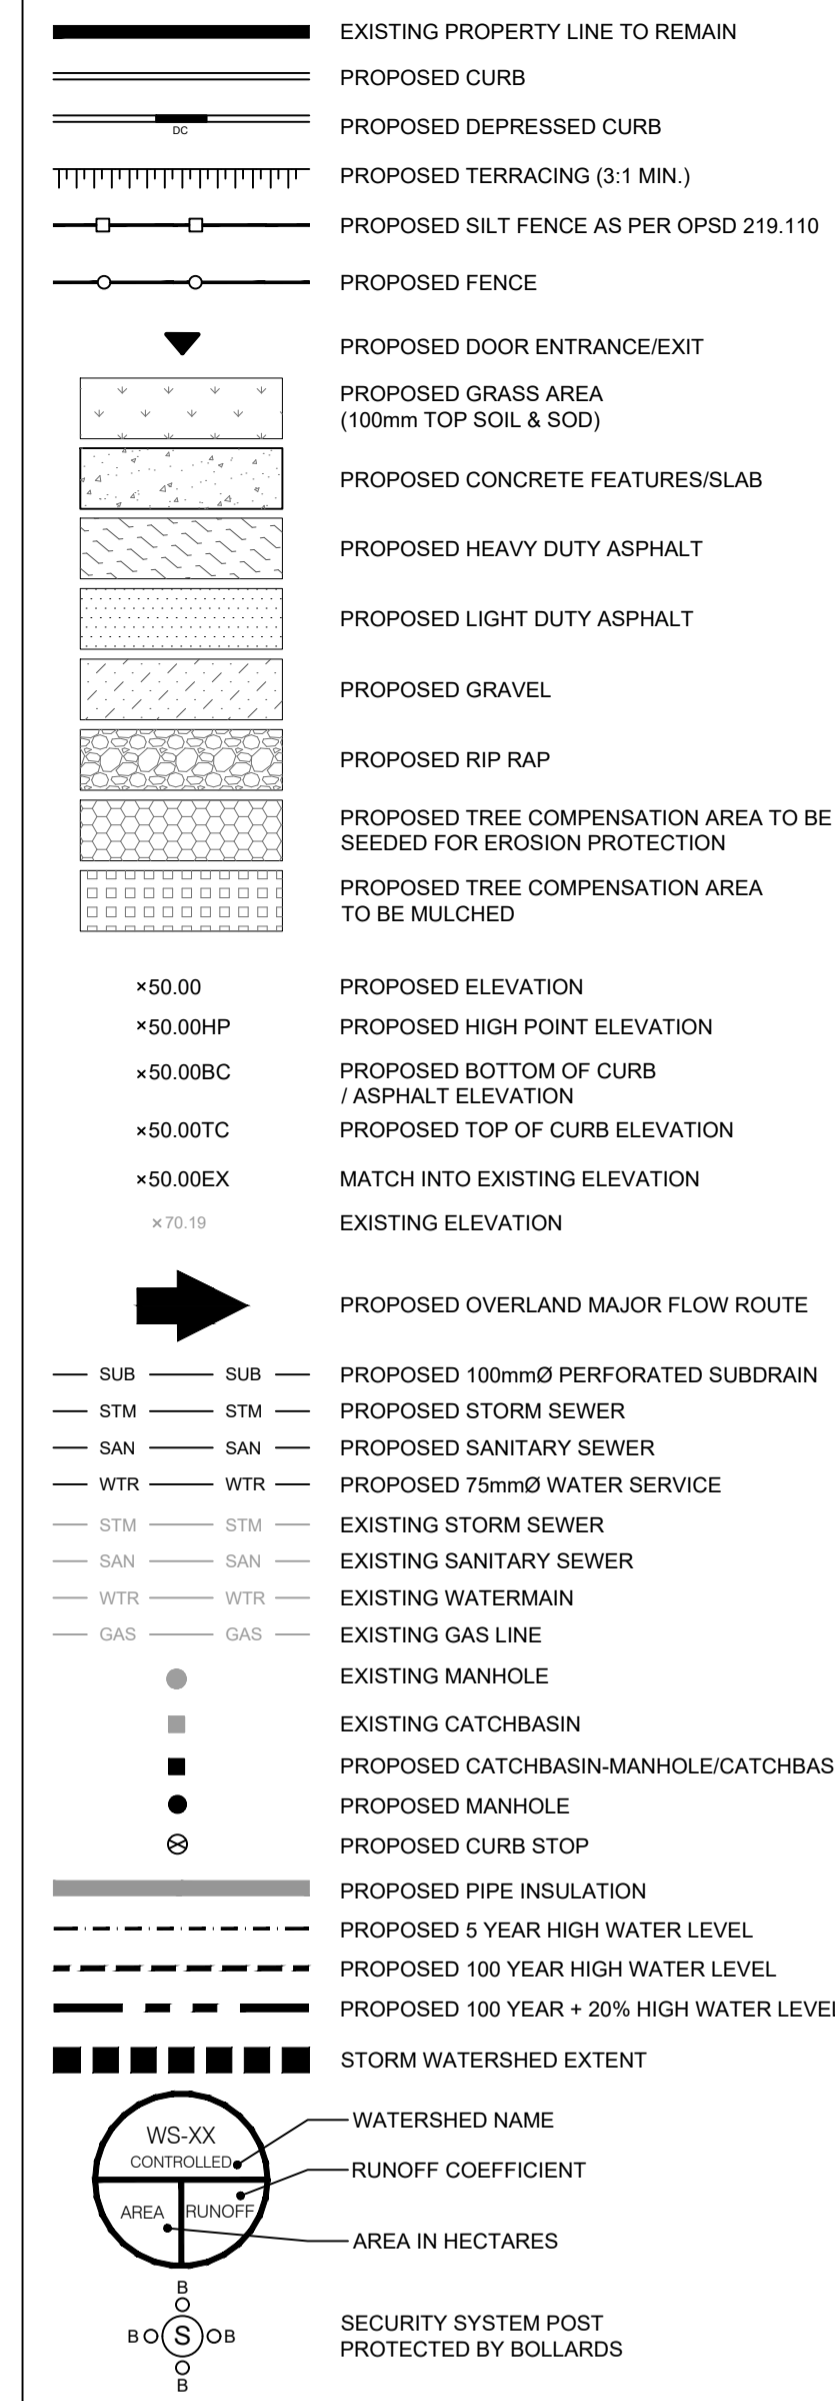 EXISTING PROPERTY LINE TO REMAIN
PROPOSED CURB
DC
PROPOSED DEPRESSED CURB
PROPOSED TERRACING (3:1 MIN.)
PROPOSED SILT FENCE AS PER OPSD 219.110
PROPOSED FENCE
PROPOSED DOOR ENTRANCE/EXIT
PROPOSED GRASS AREA
(100mm TOP SOIL & SOD)
PROPOSED CONCRETE FEATURES/SLAB
PROPOSED HEAVY DUTY ASPHALT
PROPOSED LIGHT DUTY ASPHALT
PROPOSED GRAVEL
PROPOSED RIP RAP
PROPOSED TREE COMPENSATION AREA TO BE
SEEDED FOR EROSION PROTECTION
PROPOSED TREE COMPENSATION AREA
TO BE MULCHED
×50.00 PROPOSED ELEVATION
×50.00HP PROPOSED HIGH POINT ELEVATION
×50.00BC PROPOSED BOTTOM OF CURB
/ ASPHALT ELEVATION
×50.00TC PROPOSED TOP OF CURB ELEVATION
×50.00EX MATCH INTO EXISTING ELEVATION
×70.19 EXISTING ELEVATION
PROPOSED OVERLAND MAJOR FLOW ROUTE
SUB SUB PROPOSED 100mmØ PERFORATED SUBDRAIN
STM STM PROPOSED STORM SEWER
SAN SAN PROPOSED SANITARY SEWER
WTR WTR PROPOSED 75mmØ WATER SERVICE
STM STM EXISTING STORM SEWER
SAN SAN EXISTING SANITARY SEWER
WTR WTR EXISTING WATERMAIN
GAS GAS EXISTING GAS LINE
EXISTING MANHOLE
EXISTING CATCHBASIN
PROPOSED CATCHBASIN-MANHOLE/CATCHBAS
PROPOSED MANHOLE
PROPOSED CURB STOP
PROPOSED PIPE INSULATION
PROPOSED 5 YEAR HIGH WATER LEVEL
PROPOSED 100 YEAR HIGH WATER LEVEL
PROPOSED 100 YEAR + 20% HIGH WATER LEVEL
STORM WATERSHED EXTENT
WS-XX
CONTROLLED
AREA RUNOFF
WATERSHED NAME
RUNOFF COEFFICIENT
AREA IN HECTARES
B
B S B
B
SECURITY SYSTEM POST
PROTECTED BY BOLLARDS